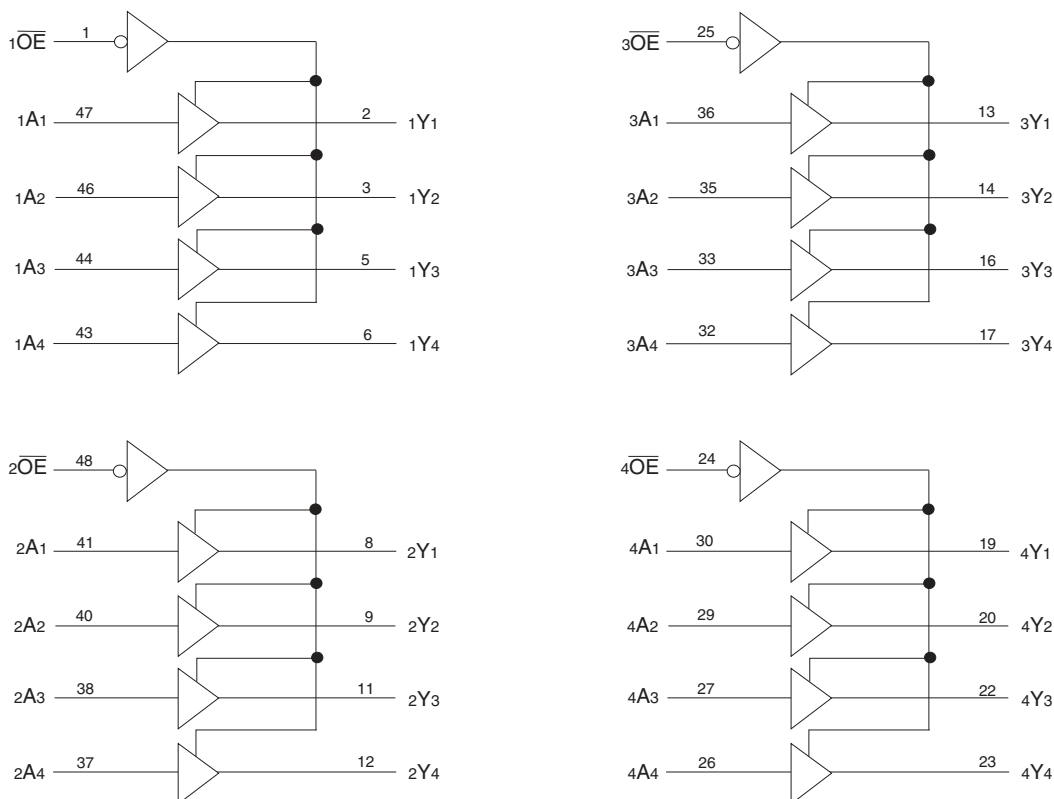 1OE 1
1A1 47 2 1Y1
1A2 46 3 1Y2
1A3 44 5 1Y3
1A4 43 6 1Y4
3OE 25
3A1 36 13 3Y1
3A2 35 14 3Y2
3A3 33 16 3Y3
3A4 32 17 3Y4
2OE 48
2A1 41 8 2Y1
2A2 40 9 2Y2
2A3 38 11 2Y3
2A4 37 12 2Y4
4OE 24
4A1 30 19 4Y1
4A2 29 20 4Y2
4A3 27 22 4Y3
4A4 26 23 4Y4